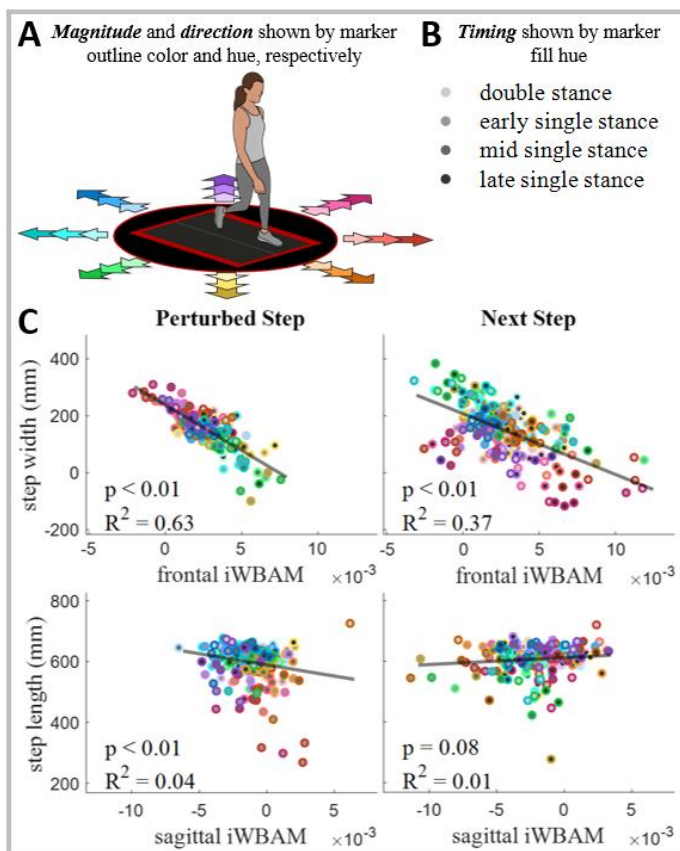 A Magnitude and direction shown by marker
outline color and hue, respectively
B Timing shown by marker
fill hue
double stance
early single stance
mid single stance
late single stance
C Perturbed Step
Next Step
step width (mm)
400
200
0
-200
p < 0.01
R² = 0.63
-5
0
5
10
frontal iWBAM
×10⁻³
p < 0.01
R² = 0.37
-5
0
5
10
frontal iWBAM
×10⁻³
step length (mm)
800
600
400
200
p < 0.01
R² = 0.04
-10
-5
0
5
sagittal iWBAM
×10⁻³
p = 0.08
R² = 0.01
-10
-5
0
5
sagittal iWBAM
×10⁻³